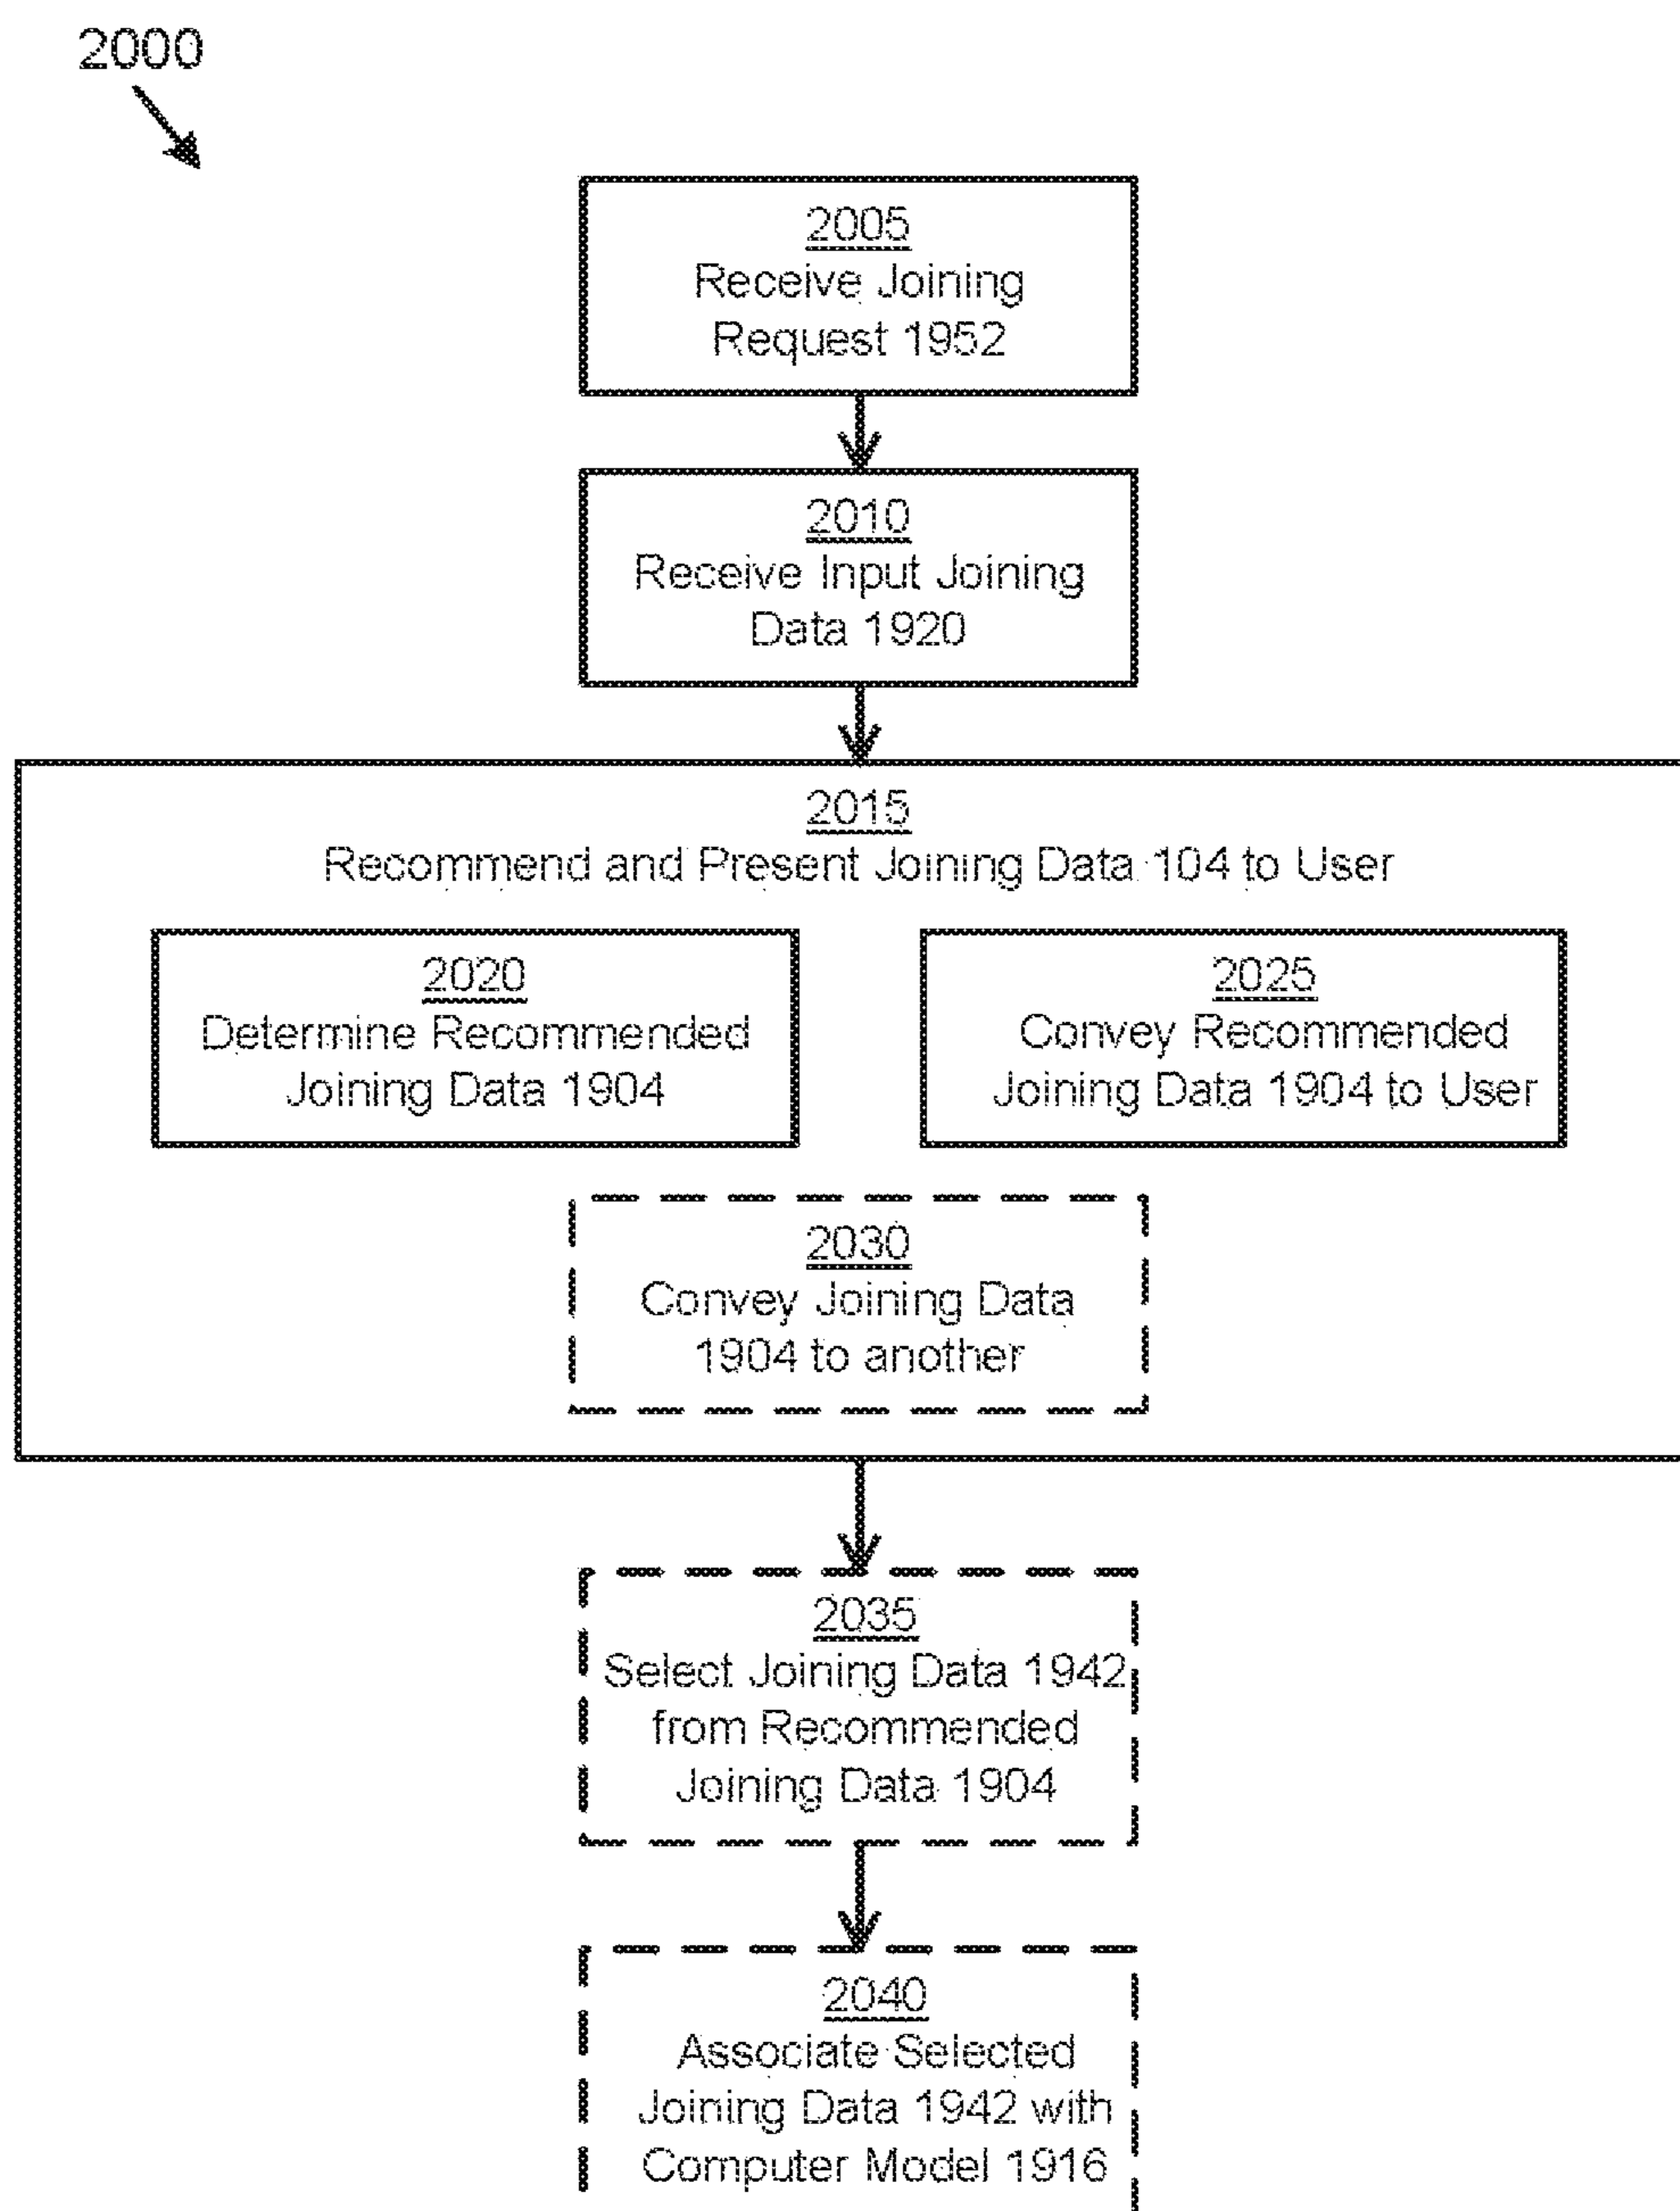 2000
2005
Receive Joining
Request 1952
2010
Receive Input Joining
Data 1920
2015
Recommend and Present Joining Data 104 to User
2020
Determine Recommended
Joining Data 1904
2025
Convey Recommended
Joining Data 1904 to User
2030
Convey Joining Data
1904 to another
2035
Select Joining Data 1942
from Recommended
Joining Data 1904
2040
Associate Selected
Joining Data 1942 with
Computer Model 1916